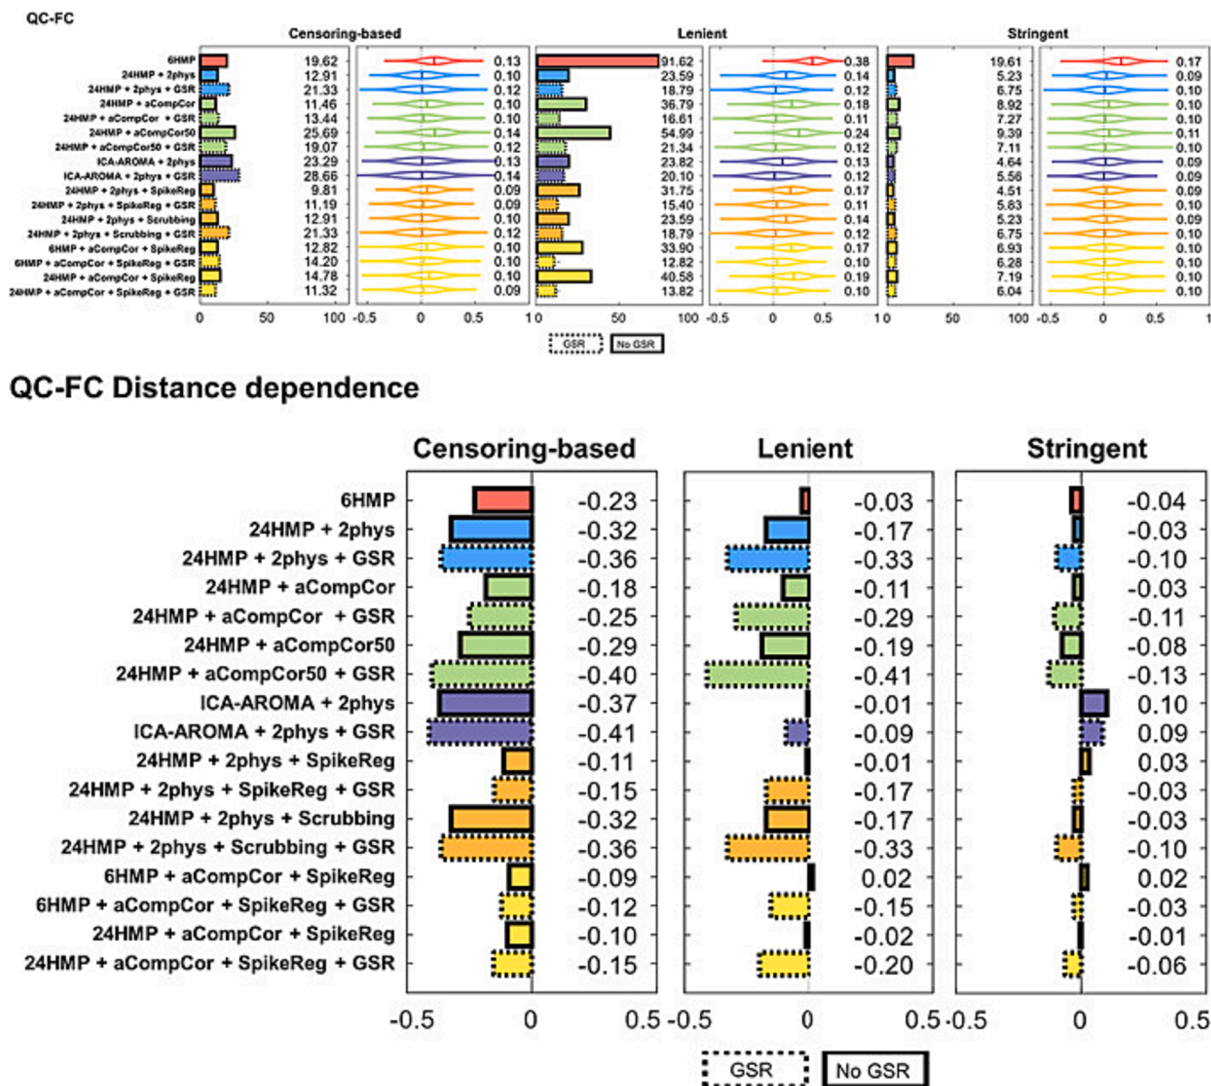 QC-FC
Censoring-based Lenient Stringent
6HMP 19.62 0.13 91.62 0.38 19.61 0.17
24HMP + 2phys 12.91 0.10 23.59 0.14 5.23 0.09
24HMP + 2phys + GSR 21.33 0.12 18.79 0.12 6.75 0.10
24HMP + aCompCor 11.46 0.10 36.79 0.18 8.92 0.10
24HMP + aCompCor + GSR 13.44 0.10 16.61 0.11 7.27 0.10
24HMP + aCompCor50 25.69 0.14 54.99 0.24 9.39 0.11
24HMP + aCompCor50 + GSR 19.07 0.12 21.34 0.12 7.11 0.10
ICA-AROMA + 2phys 23.29 0.13 23.82 0.14 4.64 0.09
ICA-AROMA + 2phys + GSR 28.66 0.14 20.10 0.12 5.56 0.09
24HMP + 2phys + SpikeReg 9.81 0.09 31.75 0.17 4.51 0.09
24HMP + 2phys + SpikeReg + GSR 11.19 0.09 15.40 0.11 5.83 0.09
24HMP + 2phys + Scrubbing 12.91 0.10 23.59 0.14 5.23 0.09
24HMP + 2phys + Scrubbing + GSR 21.33 0.12 18.79 0.12 6.75 0.10
6HMP + aCompCor + SpikeReg 12.82 0.10 33.90 0.17 6.93 0.10
6HMP + aCompCor + SpikeReg + GSR 14.20 0.10 12.82 0.10 6.28 0.10
24HMP + aCompCor + SpikeReg 14.78 0.10 40.58 0.19 7.19 0.10
24HMP + aCompCor + SpikeReg + GSR 11.32 0.09 13.82 0.10 6.04 0.10
0 50 100 -0.5 0 0.5 1 0 50 100 -0.5 0 0.5 1 0 50 100 -0.5 0 0.5 1
GSR No GSR
QC-FC Distance dependence
Censoring-based Lenient Stringent
6HMP -0.23 -0.03 -0.04
24HMP + 2phys -0.32 -0.17 -0.03
24HMP + 2phys + GSR -0.36 -0.33 -0.10
24HMP + aCompCor -0.18 -0.11 -0.03
24HMP + aCompCor + GSR -0.25 -0.29 -0.11
24HMP + aCompCor50 -0.29 -0.19 -0.08
24HMP + aCompCor50 + GSR -0.40 -0.41 -0.13
ICA-AROMA + 2phys -0.37 -0.01 0.10
ICA-AROMA + 2phys + GSR -0.41 -0.09 0.09
24HMP + 2phys + SpikeReg -0.11 -0.01 0.03
24HMP + 2phys + SpikeReg + GSR -0.15 -0.17 -0.03
24HMP + 2phys + Scrubbing -0.32 -0.17 -0.03
24HMP + 2phys + Scrubbing + GSR -0.36 -0.33 -0.10
6HMP + aCompCor + SpikeReg -0.09 0.02 0.02
6HMP + aCompCor + SpikeReg + GSR -0.12 -0.15 -0.03
24HMP + aCompCor + SpikeReg -0.10 -0.02 -0.01
24HMP + aCompCor + SpikeReg + GSR -0.15 -0.20 -0.06
-0.5 0 0.5 -0.5 0 0.5 -0.5 0 0.5
GSR No GSR